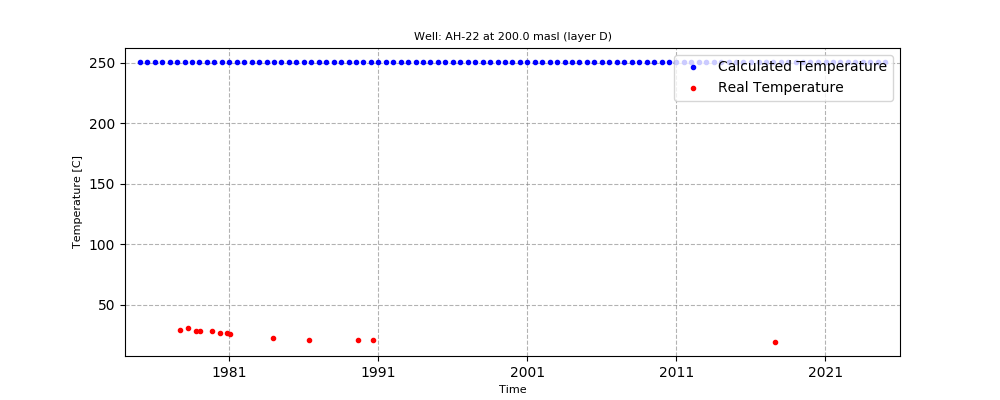 Well: AH-22 at 200.0 masl (layer D)
Calculated Temperature
Real Temperature
Temperature [C]
250
200
150
100
50
1981
1991
2001
2011
2021
Time